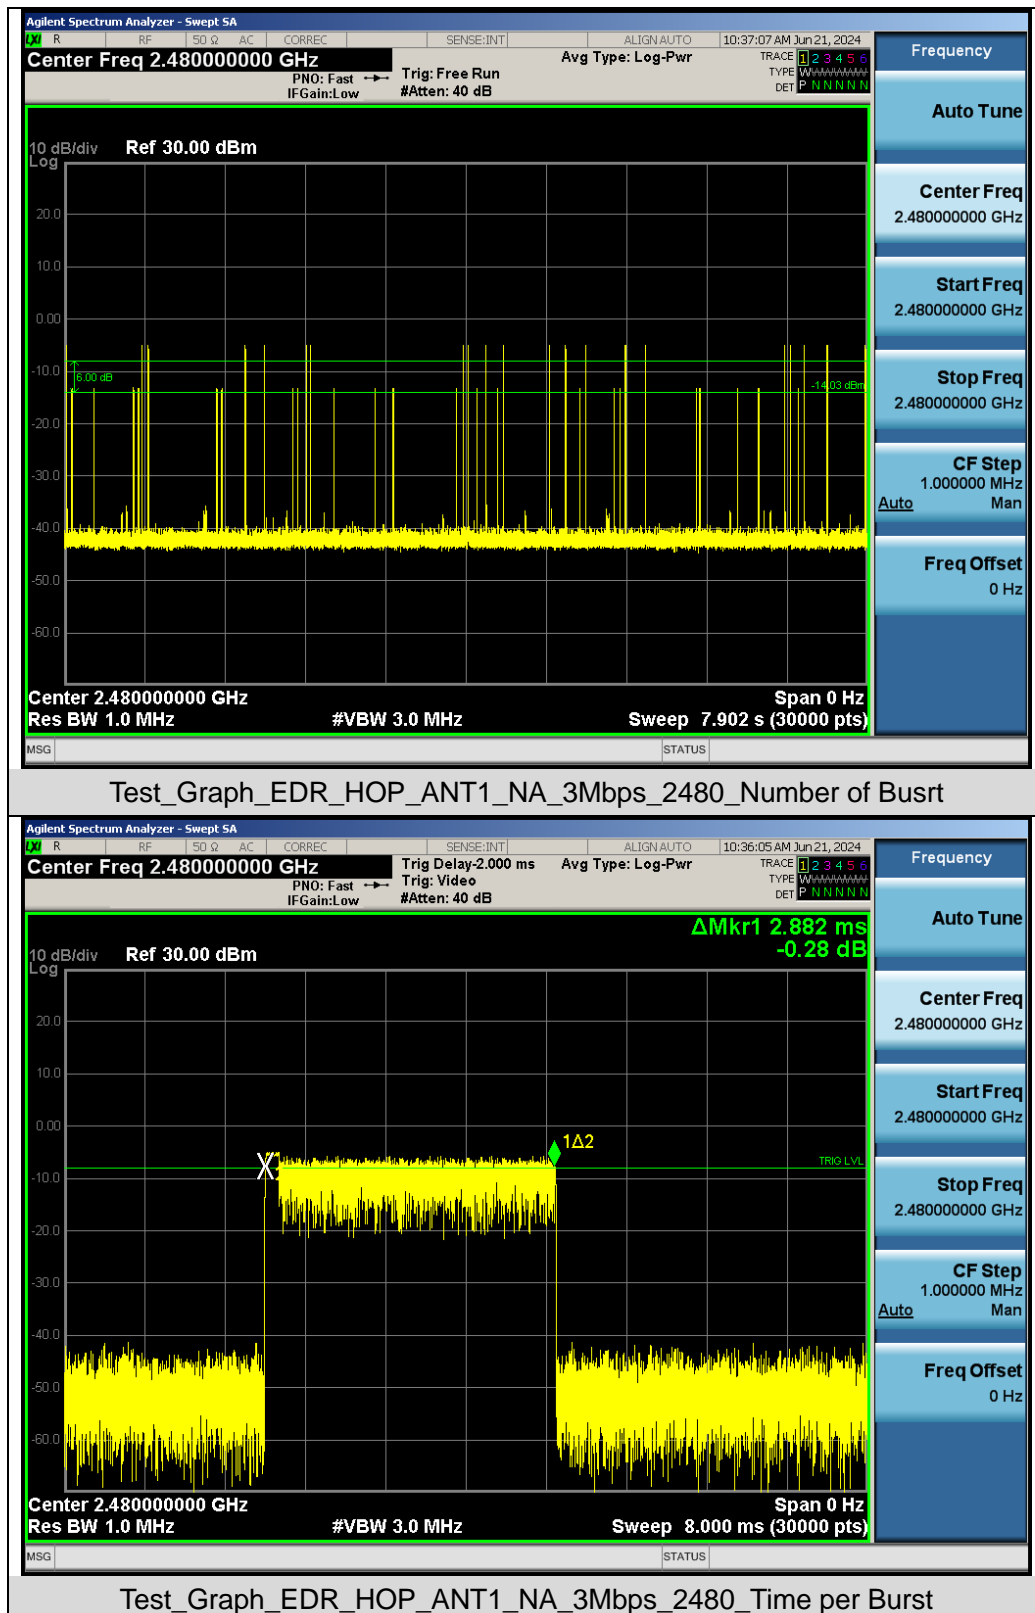 Agilent Spectrum Analyzer - Swept SA
LXI R RF 50 Ω AC CORREC SENSE:INT ALIGN AUTO 10:37:07 AM Jun 21, 2024
Center Freq 2.480000000 GHz Avg Type: Log-Pwr TRACE 1 2 3 4 5 6
PNO: Fast Trig: Free Run TYPE W
IFGain:Low #Atten: 40 dB DET P N N N N N
Frequency
Auto Tune
10 dB/div Ref 30.00 dBm
Log
20.0
10.0
0.00
-10.0
6.00 dB
-14.03 dBm
-20.0
-30.0
-40.0
-50.0
-60.0
Center Freq
2.480000000 GHz
Start Freq
2.480000000 GHz
Stop Freq
2.480000000 GHz
CF Step
1.000000 MHz
Auto Man
Freq Offset
0 Hz
Center 2.480000000 GHz Span 0 Hz
Res BW 1.0 MHz #VBW 3.0 MHz Sweep 7.902 s (30000 pts)
MSG STATUS
Test_Graph_EDR_HOP_ANT1_NA_3Mbps_2480_Number of Busrt
Agilent Spectrum Analyzer - Swept SA
LXI R RF 50 Ω AC CORREC SENSE:INT ALIGN AUTO 10:36:05 AM Jun 21, 2024
Center Freq 2.480000000 GHz Trig Delay-2.000 ms Avg Type: Log-Pwr TRACE 1 2 3 4 5 6
PNO: Fast Trig: Video TYPE W
IFGain:Low #Atten: 40 dB DET P N N N N N
Frequency
Auto Tune
ΔMkr1 2.882 ms
-0.28 dB
10 dB/div Ref 30.00 dBm
Log
20.0
10.0
0.00
1Δ2
TRIG LVL
-10.0
-20.0
-30.0
-40.0
-50.0
-60.0
Center Freq
2.480000000 GHz
Start Freq
2.480000000 GHz
Stop Freq
2.480000000 GHz
CF Step
1.000000 MHz
Auto Man
Freq Offset
0 Hz
Center 2.480000000 GHz Span 0 Hz
Res BW 1.0 MHz #VBW 3.0 MHz Sweep 8.000 ms (30000 pts)
MSG STATUS
Test_Graph_EDR_HOP_ANT1_NA_3Mbps_2480_Time per Burst